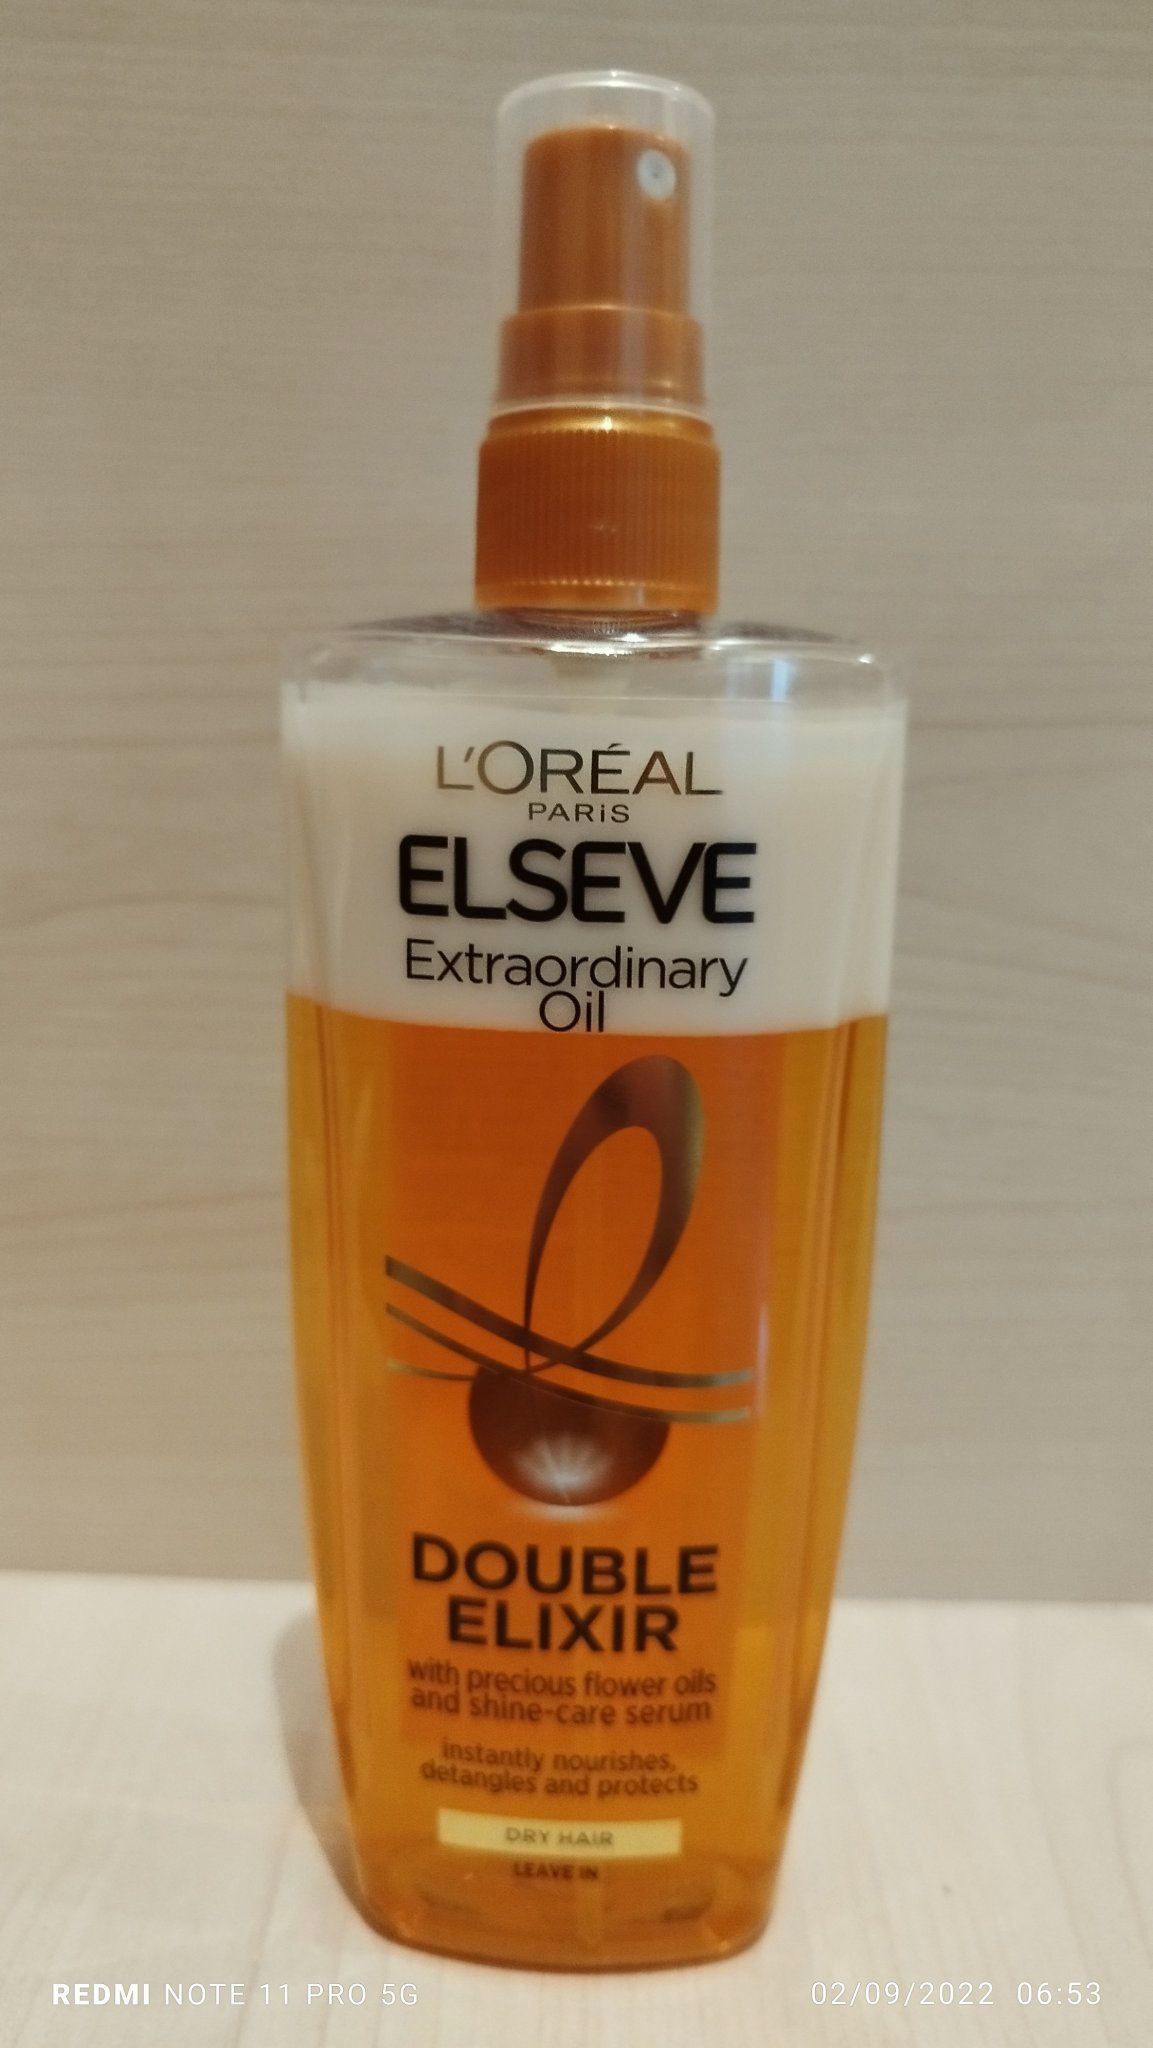 L'ORÉAL
PARiS
ELSEVE
Extraordinary
Oil
DOUBLE
ELIXIR
with precious flower oils
and shine-care serum
instantly nourishes,
detangles and protects
DRY HAIR
LEAVE IN
REDMI NOTE 11 PRO 5G
02/09/2022 06:53